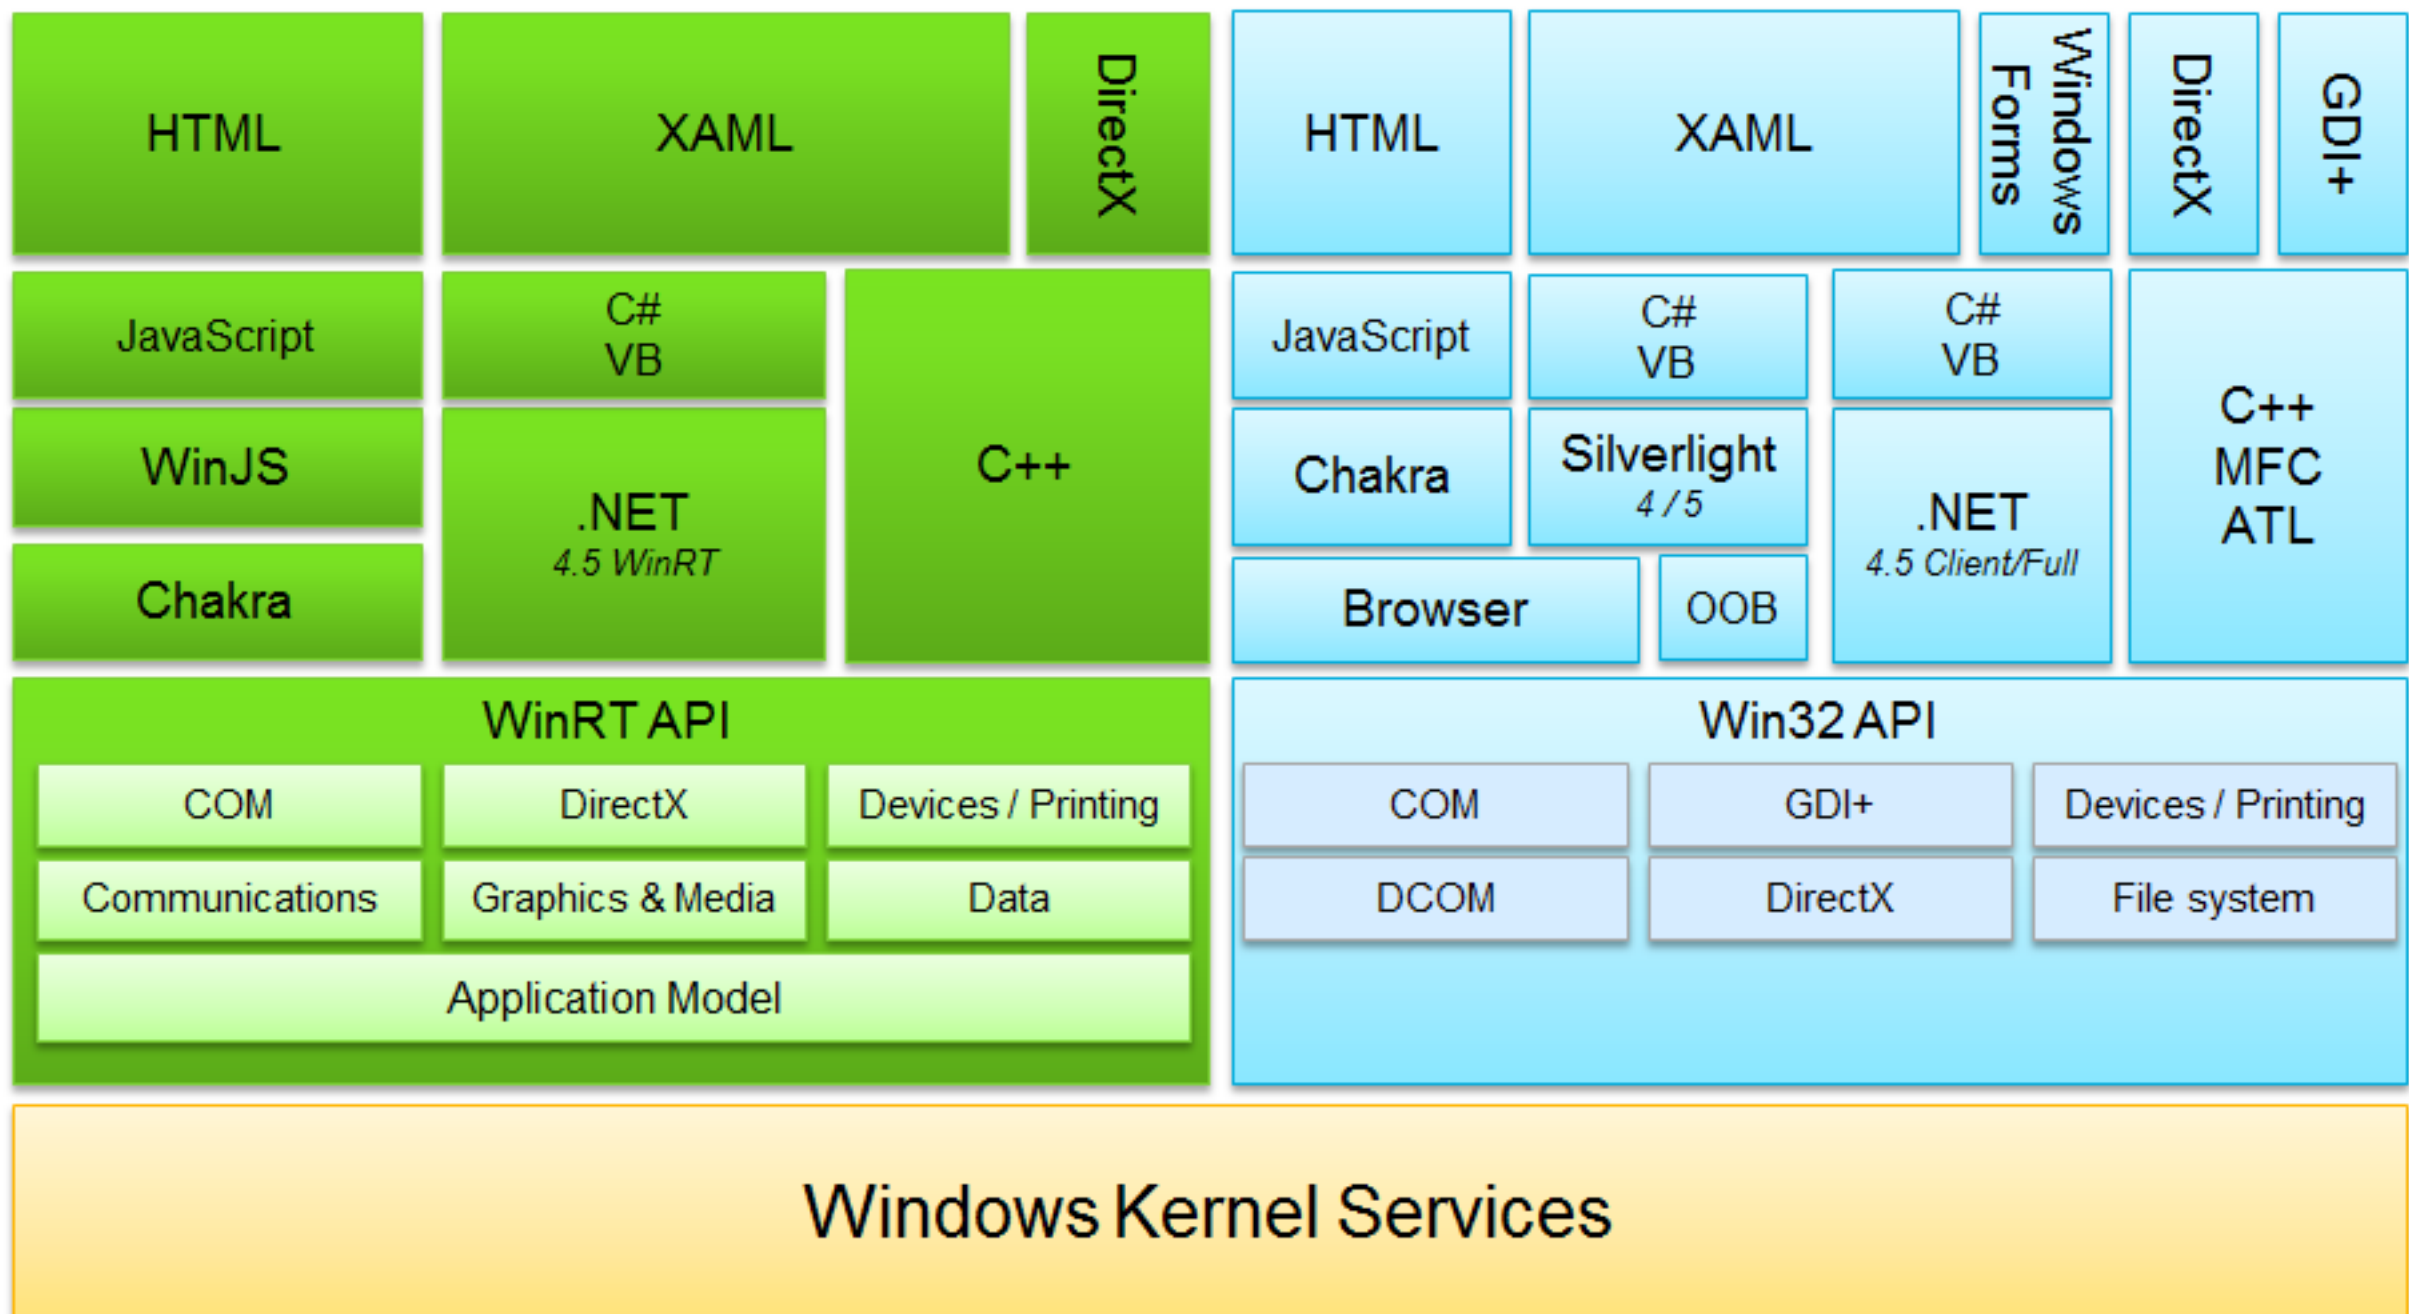 HTML
XAML
DirectX
HTML
XAML
Windows
Forms
DirectX
GDI+
JavaScript
C#
VB
C++
JavaScript
C#
VB
C#
VB
C++
MFC
ATL
WinJS
.NET
4.5 WinRT
Chakra
Silverlight
4 / 5
.NET
4.5 Client/Full
Chakra
Browser
OOB
WinRT API
COM
DirectX
Devices / Printing
Communications
Graphics & Media
Data
Application Model
Win32 API
COM
GDI+
Devices / Printing
DCOM
DirectX
File system
Windows Kernel Services